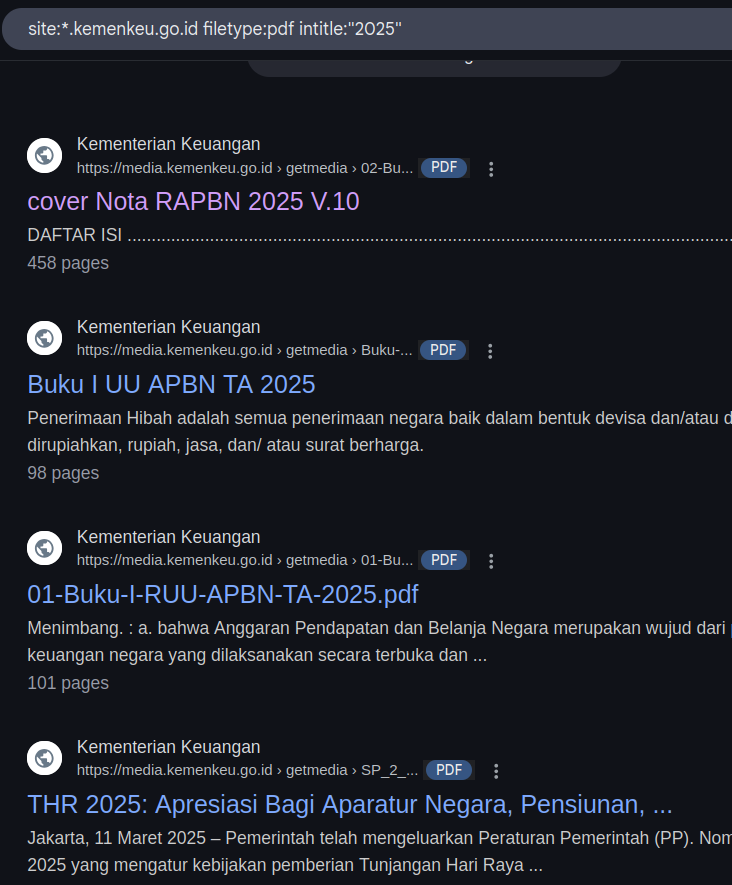 site:*.kemenkeu.go.id filetype:pdf intitle:"2025"
Kementerian Keuangan
https://media.kemenkeu.go.id › getmedia › 02-Bu... PDF
cover Nota RAPBN 2025 V.10
DAFTAR ISI ................................................................................................................................
458 pages
Kementerian Keuangan
https://media.kemenkeu.go.id › getmedia › Buku-... PDF
Buku I UU APBN TA 2025
Penerimaan Hibah adalah semua penerimaan negara baik dalam bentuk devisa dan/atau
dirupiahkan, rupiah, jasa, dan/ atau surat berharga.
98 pages
Kementerian Keuangan
https://media.kemenkeu.go.id › getmedia › 01-Bu... PDF
01-Buku-I-RUU-APBN-TA-2025.pdf
Menimbang. : a. bahwa Anggaran Pendapatan dan Belanja Negara merupakan wujud dari
keuangan negara yang dilaksanakan secara terbuka dan ...
101 pages
Kementerian Keuangan
https://media.kemenkeu.go.id › getmedia › SP_2_... PDF
THR 2025: Apresiasi Bagi Aparatur Negara, Pensiunan, ...
Jakarta, 11 Maret 2025 – Pemerintah telah mengeluarkan Peraturan Pemerintah (PP). Nom
2025 yang mengatur kebijakan pemberian Tunjangan Hari Raya ...